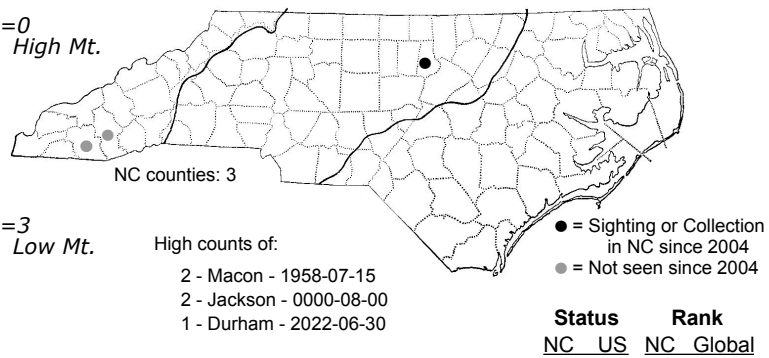 =0
High Mt.
NC counties: 3
=3
Low Mt.
High counts of:
2 - Macon - 1958-07-15
2 - Jackson - 0000-08-00
1 - Durham - 2022-06-30
= Sighting or Collection
in NC since 2004
= Not seen since 2004
Status Rank
NC US NC Global